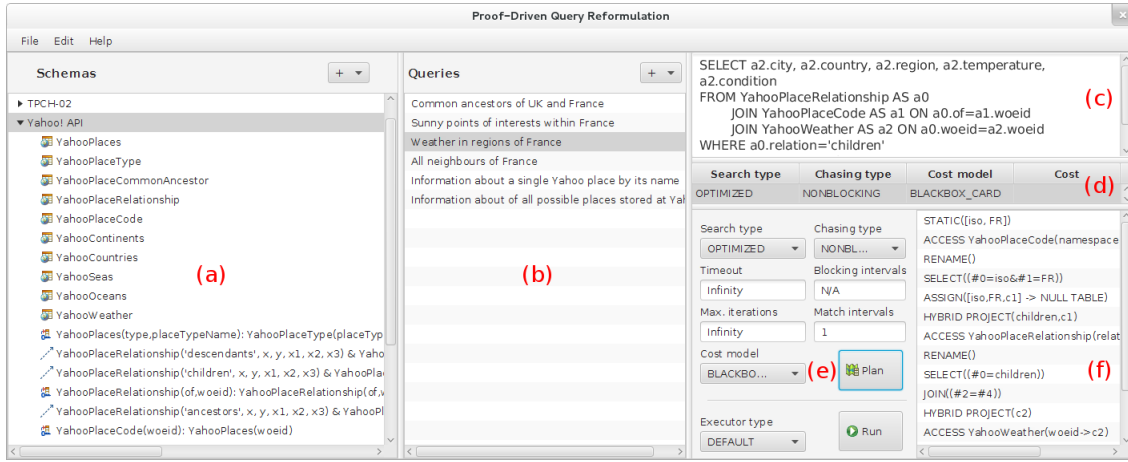 Proof-Driven Query Reformulation
File Edit Help
Schemas
+
TPCH-02
Yahoo! API
YahooPlaces
YahooPlaceType
YahooPlaceCommonAncestor
YahooPlaceRelationship
YahooPlaceCode
YahooContinents
YahooCountries
YahooSeas
YahooOceans
YahooWeather
YahooPlaces(type,placeTypeName): YahooPlaceType(placeTyp
YahooPlaceRelationship('descendants', x, y, x1, x2, x3) & Yaho
YahooPlaceRelationship('children', x, y, x1, x2, x3) & YahooPla
YahooPlaceRelationship(of,woeid): YahooPlaceRelationship(of,w
YahooPlaceRelationship('ancestors', x, y, x1, x2, x3) & YahooPl
YahooPlaceCode(woeid): YahooPlaces(woeid)
(a)
Queries
+
Common ancestors of UK and France
Sunny points of interests within France
Weather in regions of France
All neighbours of France
Information about a single Yahoo place by its name
Information about of all possible places stored at Yah
(b)
SELECT a2.city, a2.country, a2.region, a2.temperature,
a2.condition
FROM YahooPlaceRelationship AS a0
JOIN YahooPlaceCode AS a1 ON a0.of=a1.woeid
JOIN YahooWeather AS a2 ON a0.woeid=a2.woeid
WHERE a0.relation='children'
(c)
Search type Chasing type Cost model Cost
OPTIMIZED NONBLOCKING BLACKBOX_CARD
(d)
Search type Chasing type
OPTIMIZED NONBL...
Timeout Blocking intervals
Infinity N/A
Max. iterations Match intervals
Infinity 1
Cost model
BLACKBO... (e) Plan
Executor type
DEFAULT Run
STATIC([iso, FR])
ACCESS YahooPlaceCode(namespace
RENAME()
SELECT((#0=iso&#1=FR))
ASSIGN([iso,FR,c1] -> NULL TABLE)
HYBRID PROJECT(children,c1)
ACCESS YahooPlaceRelationship(relat
RENAME()
SELECT((#0=children))
JOIN((#2=#4))
HYBRID PROJECT(c2)
ACCESS YahooWeather(woeid->c2)
(f)